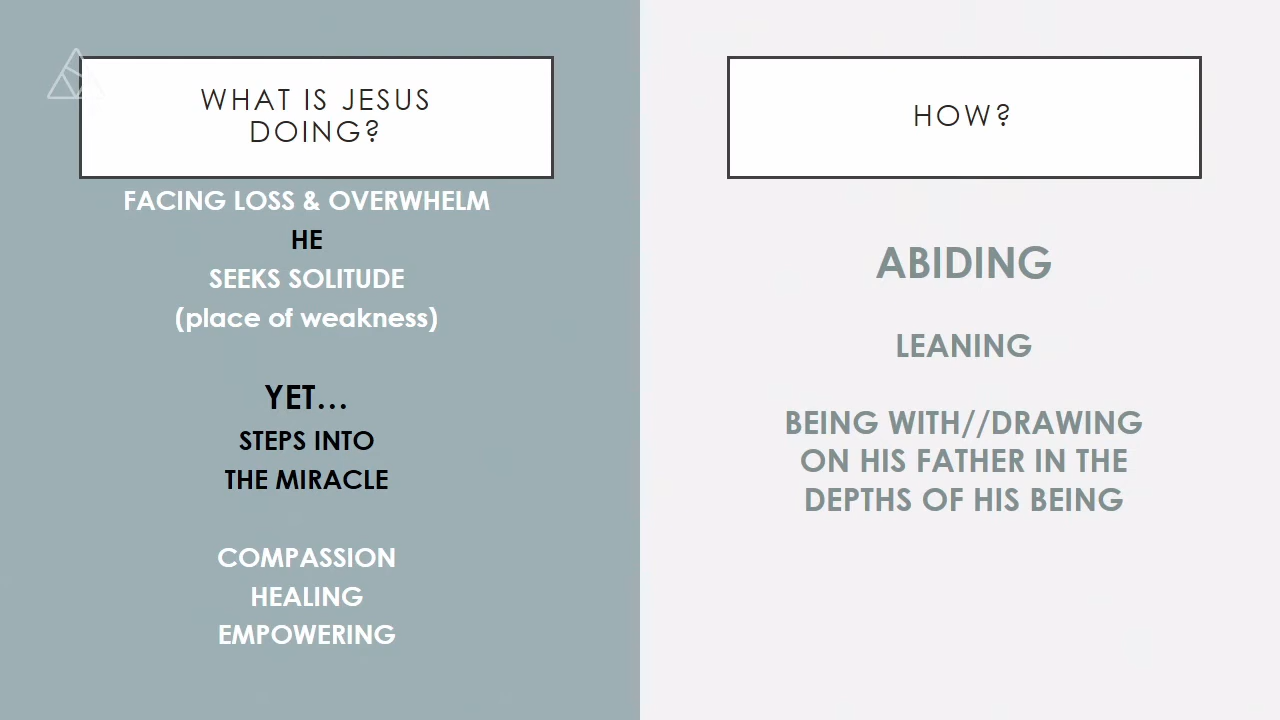 WHAT IS JESUS
DOING?
FACING LOSS & OVERWHELM
HE
SEEKS SOLITUDE
(place of weakness)
YET...
STEPS INTO
THE MIRACLE
COMPASSION
HEALING
EMPOWERING
HOW?
ABIDING
LEANING
BEING WITH//DRAWING
ON HIS FATHER IN THE
DEPTHS OF HIS BEING